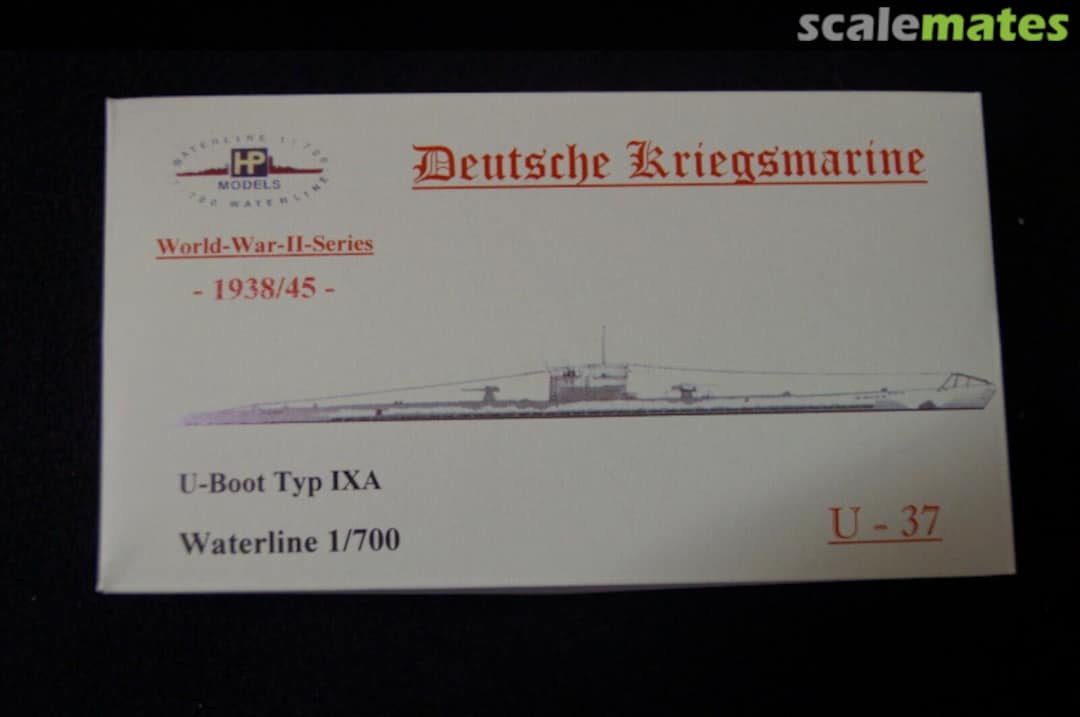 scalemates
WATERLINE 1:700
HP
MODELS
1:700 WATERLINE
Deutsche Kriegsmarine
World-War-II-Series
- 1938/45 -
U-Boot Typ IXA
Waterline 1/700
U - 37